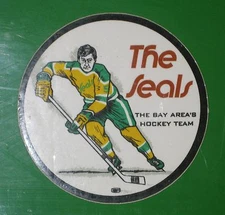 The
Seals
THE BAY AREA'S
HOCKEY TEAM